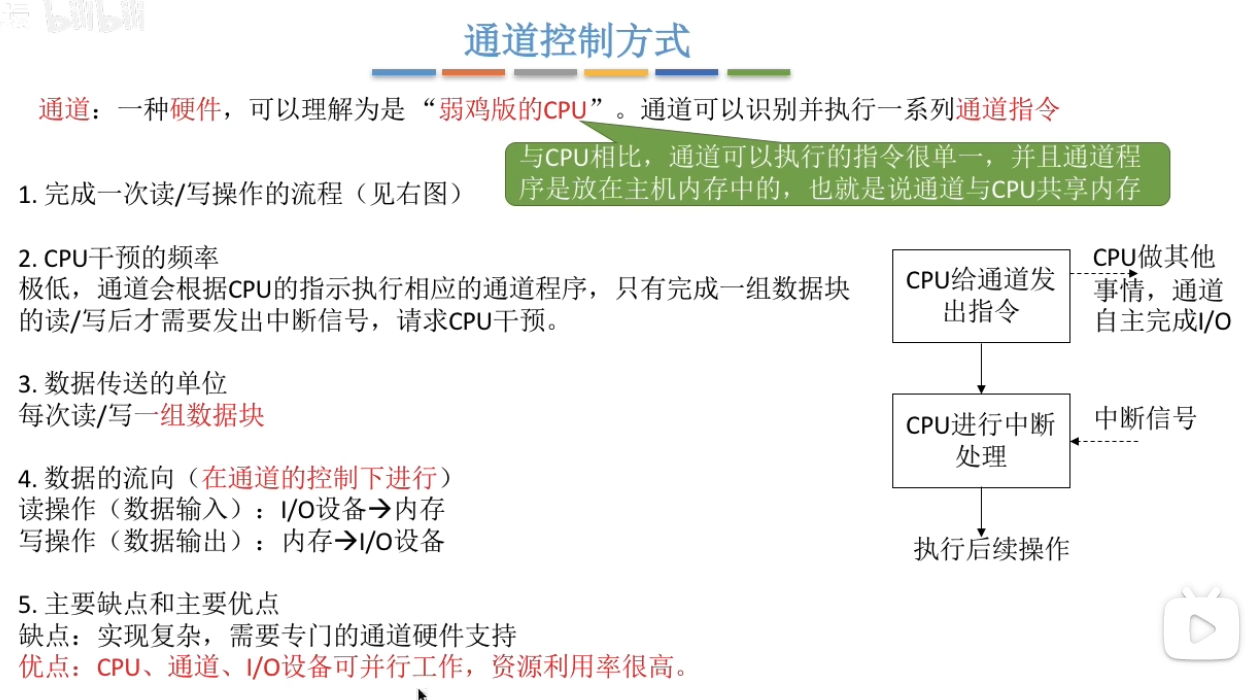 bilibili
通道控制方式
通道：一种硬件，可以理解为是“弱鸡版的CPU”。通道可以识别并执行一系列通道指令
与CPU相比，通道可以执行的指令很单一，并且通道程
序是放在主机内存中的，也就是说通道与CPU共享内存
1. 完成一次读/写操作的流程（见右图）
2. CPU干预的频率
极低，通道会根据CPU的指示执行相应的通道程序，只有完成一组数据块
的读/写后才需要发出中断信号，请求CPU干预。
3. 数据传送的单位
每次读/写一组数据块
4. 数据的流向（在通道的控制下进行）
读操作（数据输入）：I/O设备→内存
写操作（数据输出）：内存→I/O设备
5. 主要缺点和主要优点
缺点：实现复杂，需要专门的通道硬件支持
优点：CPU、通道、I/O设备可并行工作，资源利用率很高。
CPU给通道发
出指令
CPU做其他
事情，通道
自主完成I/O
CPU进行中断
处理
中断信号
执行后续操作